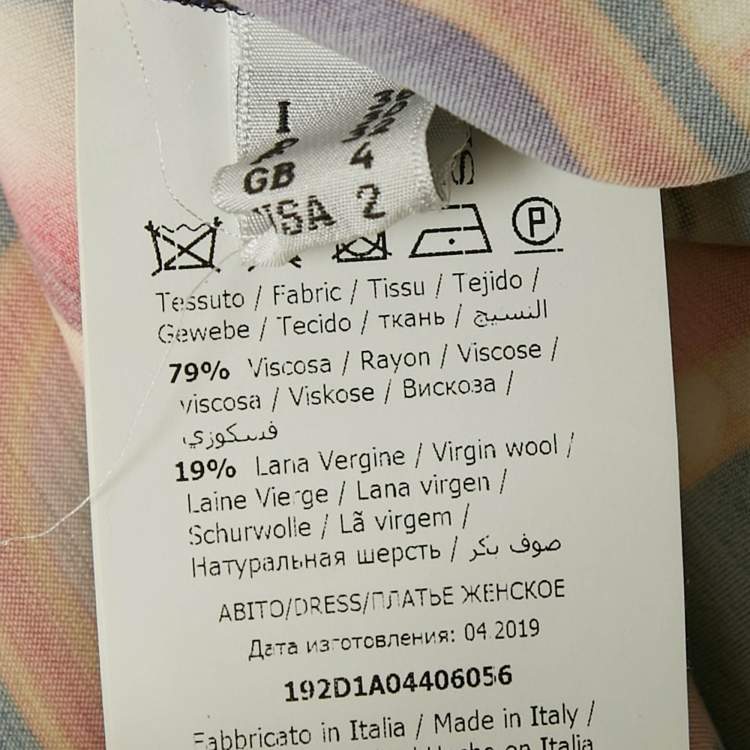 I
GB 4
USA 2
P
Tessuto / Fabric / Tissu / Tejido /
Gewebe / Tecido / ткань / النسيج
79% Viscosa / Rayon / Viscose /
viscosa / Viskose / Вискоза /
فسكوزي
19% Lana Vergine / Virgin wool /
Laine Vierge / Lana virgen /
Schurwolle / Lã virgem /
Натуральная шерсть / صوف بكر
ABITO/DRESS/ПЛАТЬЕ ЖЕНСКОЕ
Дата изготовления: 04.2019
192D1A04406056
Fabbricato in Italia / Made in Italy /
en Italia